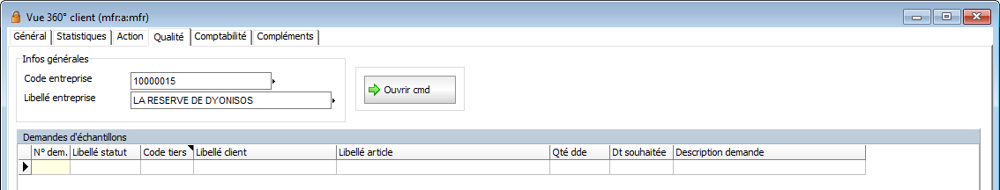 Vue 360° client (mfr:a:mfr)
Général Statistiques Action Qualité Comptabilité Compléments
Infos générales
Code entreprise 10000015
Libellé entreprise LA RESERVE DE DYONISOS
Ouvrir cmd
Demandes d'échantillons
N° dem. Libellé statut Code tiers Libellé client Libellé article Qté dde Dt souhaitée Description demande